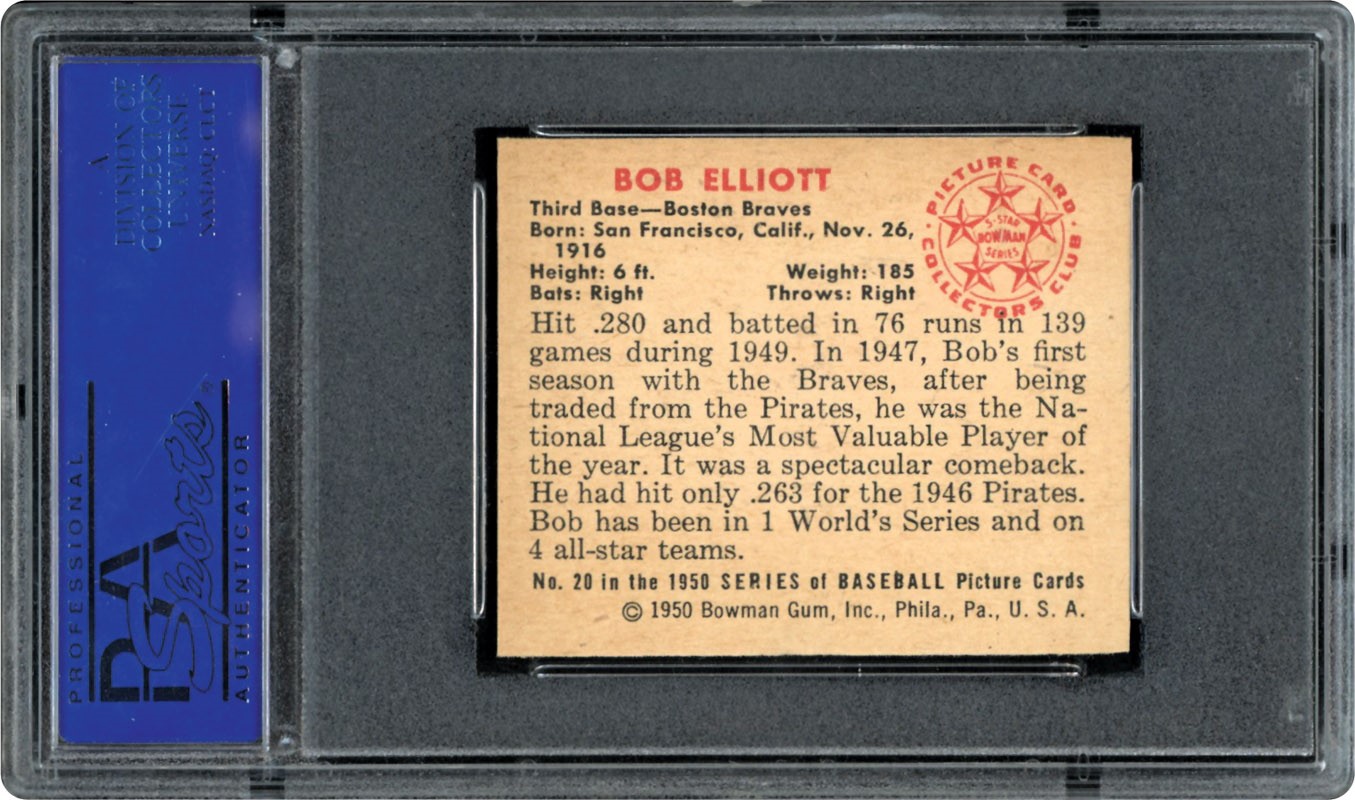 A
DIVISION OF
COLLECTORS
UNIVERSE
NASDAQ: CLCT
PROFESSIONAL
PSA
Sports®
AUTHENTICATOR
BOB ELLIOTT
Third Base—Boston Braves
Born: San Francisco, Calif., Nov. 26,
1916
Height: 6 ft. Weight: 185
Bats: Right Throws: Right
PICTURE CARD
COLLECTORS CLUB
5-STAR
BOWMAN
SERIES
Hit .280 and batted in 76 runs in 139
games during 1949. In 1947, Bob's first
season with the Braves, after being
traded from the Pirates, he was the Na-
tional League's Most Valuable Player of
the year. It was a spectacular comeback.
He had hit only .263 for the 1946 Pirates.
Bob has been in 1 World's Series and on
4 all-star teams.
No. 20 in the 1950 SERIES of BASEBALL Picture Cards
© 1950 Bowman Gum, Inc., Phila., Pa., U. S. A.